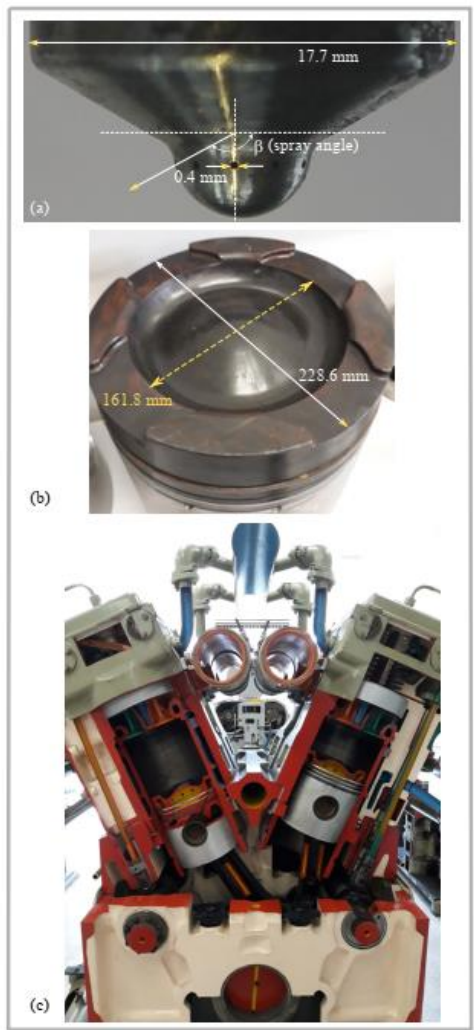 17.7 mm
β (spray angle)
0.4 mm
(a)
228.6 mm
161.8 mm
(b)
(c)